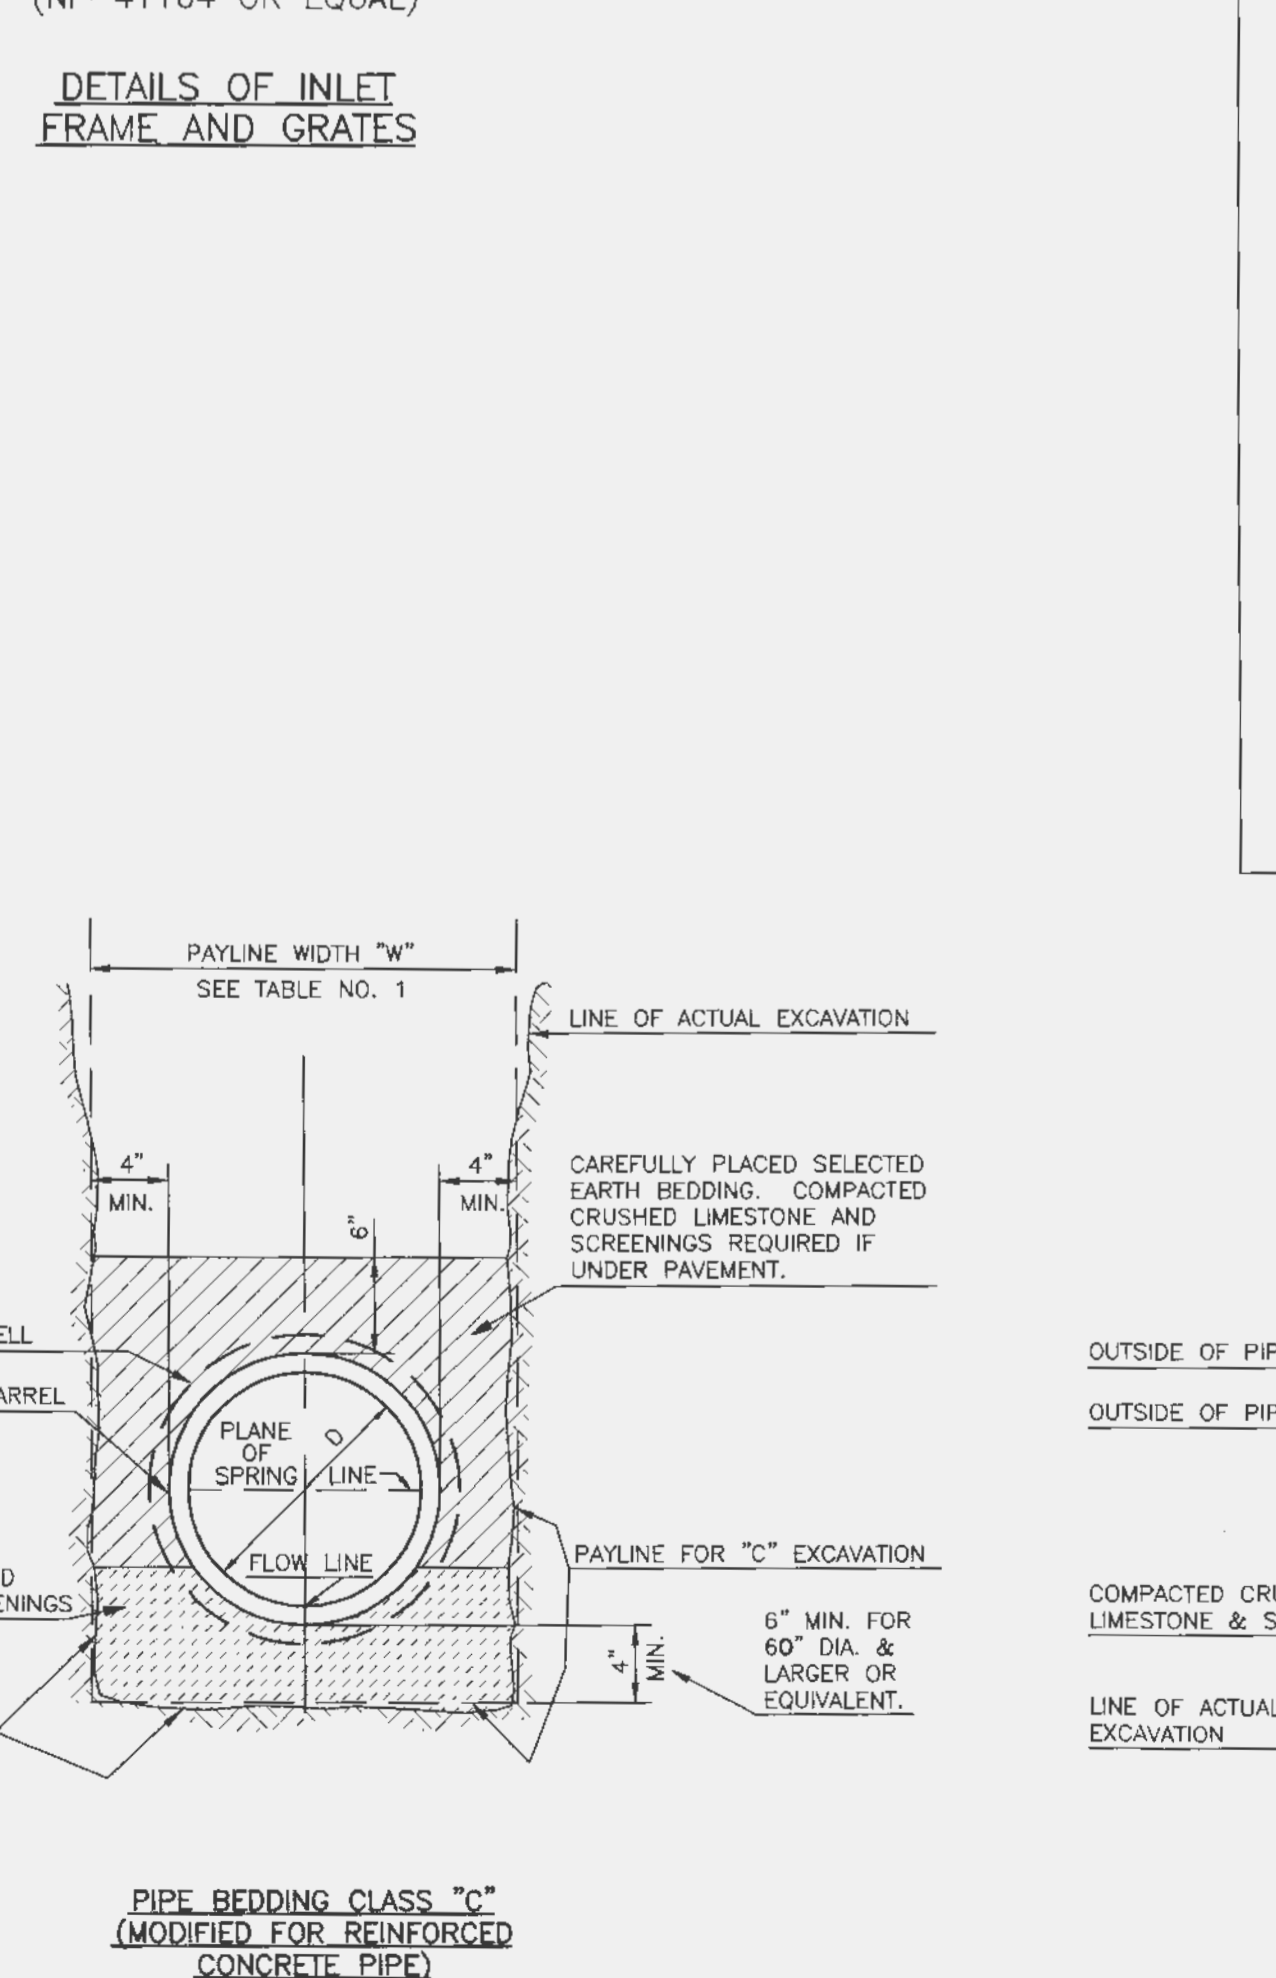 OR EQUAL)
DETAILS OF INLET
FRAME AND GRATES
PAYLINE WIDTH "W"
SEE TABLE NO. 1
LINE OF ACTUAL EXCAVATION
4"
MIN.
4"
MIN.
6"
CAREFULLY PLACED SELECTED
EARTH BEDDING. COMPACTED
CRUSHED LIMESTONE AND
SCREENINGS REQUIRED IF
UNDER PAVEMENT.
PLANE
OF
SPRING LINE
D
FLOW LINE
PAYLINE FOR "C" EXCAVATION
4"
MIN.
6" MIN. FOR
60" DIA. &
LARGER OR
EQUIVALENT.
OUTSIDE OF
OUTSIDE OF
COMPACTED
LIMESTONE &
LINE OF ACTUAL
EXCAVATION
PIPE BEDDING CLASS "C"
(MODIFIED FOR REINFORCED
CONCRETE PIPE)